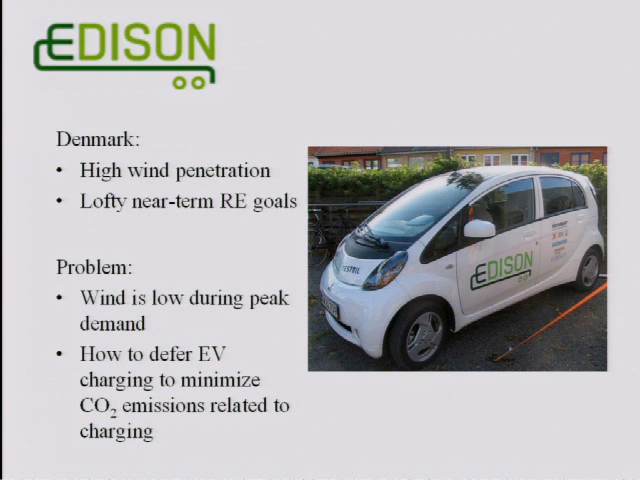 EDISON
Denmark:
• High wind penetration
• Lofty near-term RE goals
Problem:
• Wind is low during peak
demand
• How to defer EV
charging to minimize
CO₂ emissions related to
charging
EDISON